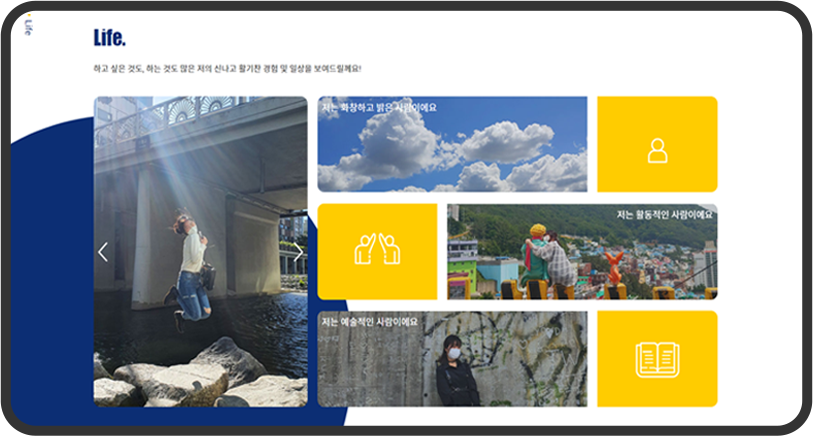 Life
Life.
하고 싶은 것도, 하는 것도 많은 저의 신나고 활기찬 경험 및 일상을 보여드릴께요!
저는 화창하고 밝은 사람이에요
저는 활동적인 사람이에요
저는 예술적인 사람이에요